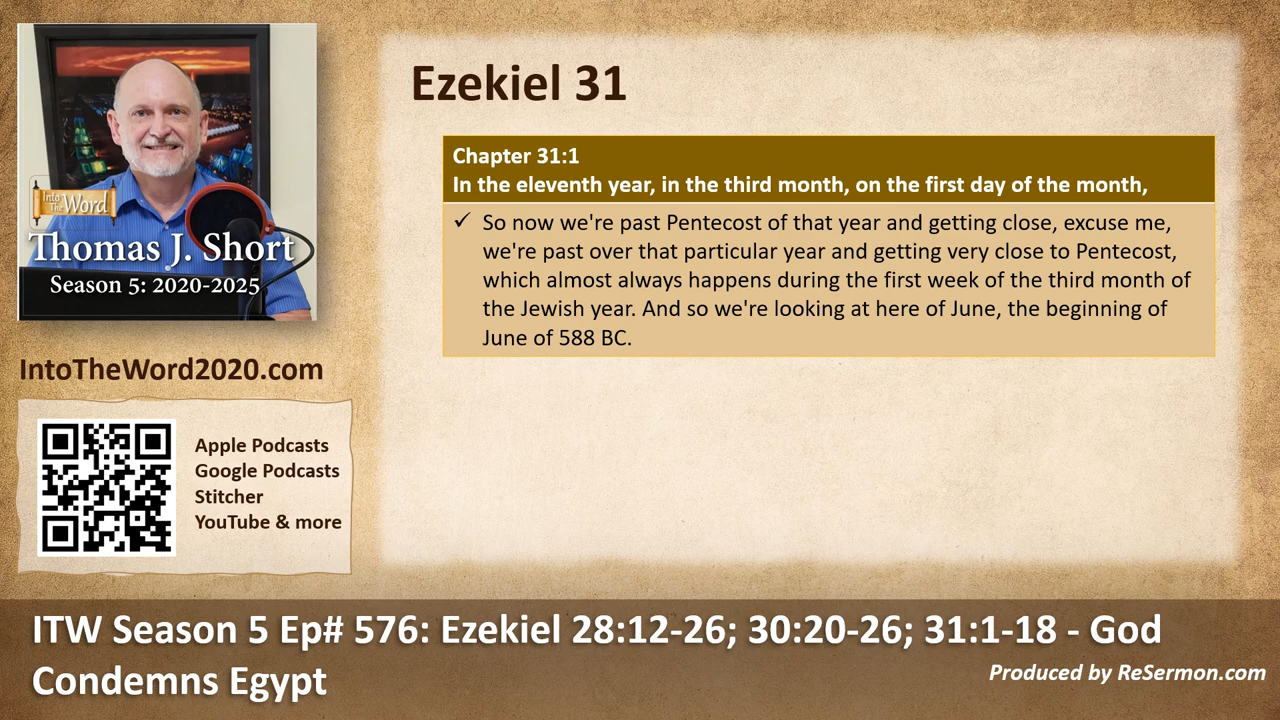 Into
The Word
Thomas J. Short
Season 5: 2020-2025
IntoTheWord2020.com
Apple Podcasts
Google Podcasts
Stitcher
YouTube & more
Ezekiel 31
Chapter 31:1
In the eleventh year, in the third month, on the first day of the month,
✓ So now we're past Pentecost of that year and getting close, excuse me,
we're past over that particular year and getting very close to Pentecost,
which almost always happens during the first week of the third month of
the Jewish year. And so we're looking at here of June, the beginning of
June of 588 BC.
ITW Season 5 Ep# 576: Ezekiel 28:12-26; 30:20-26; 31:1-18 - God
Condemns Egypt
Produced by ReSermon.com